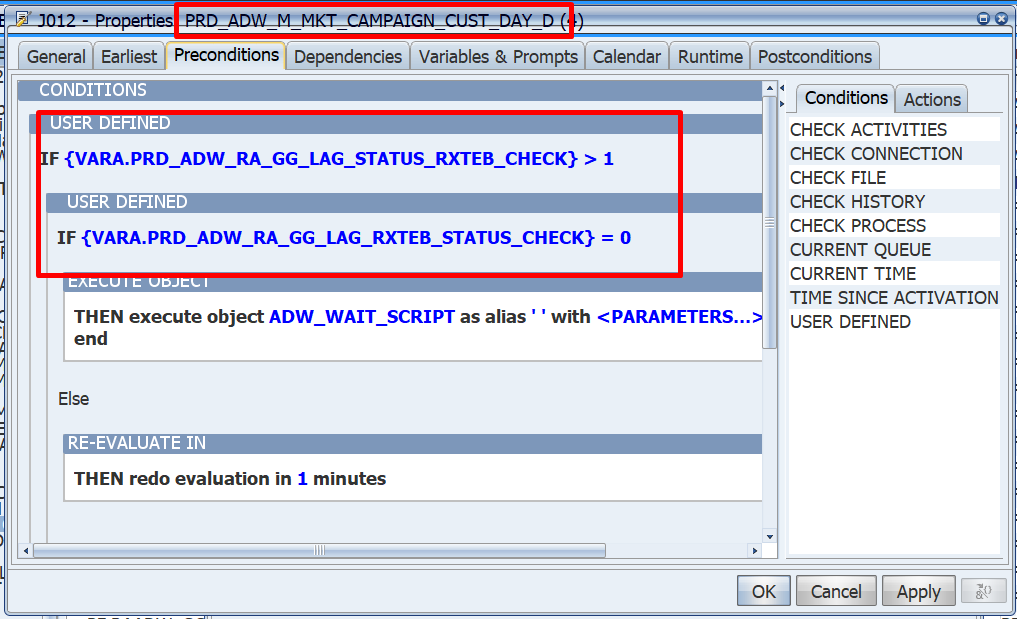 J012 - Properties PRD_ADW_M_MKT_CAMPAIGN_CUST_DAY_D (4)
General Earliest Preconditions Dependencies Variables & Prompts Calendar Runtime Postconditions
CONDITIONS
USER DEFINED
IF {VARA.PRD_ADW_RA_GG_LAG_STATUS_RXTEB_CHECK} > 1
USER DEFINED
IF {VARA.PRD_ADW_RA_GG_LAG_RXTEB_STATUS_CHECK} = 0
EXECUTE OBJECT
THEN execute object ADW_WAIT_SCRIPT as alias ' ' with <PARAMETERS...>
end
Else
RE-EVALUATE IN
THEN redo evaluation in 1 minutes
Conditions Actions
CHECK ACTIVITIES
CHECK CONNECTION
CHECK FILE
CHECK HISTORY
CHECK PROCESS
CURRENT QUEUE
CURRENT TIME
TIME SINCE ACTIVATION
USER DEFINED
OK Cancel Apply